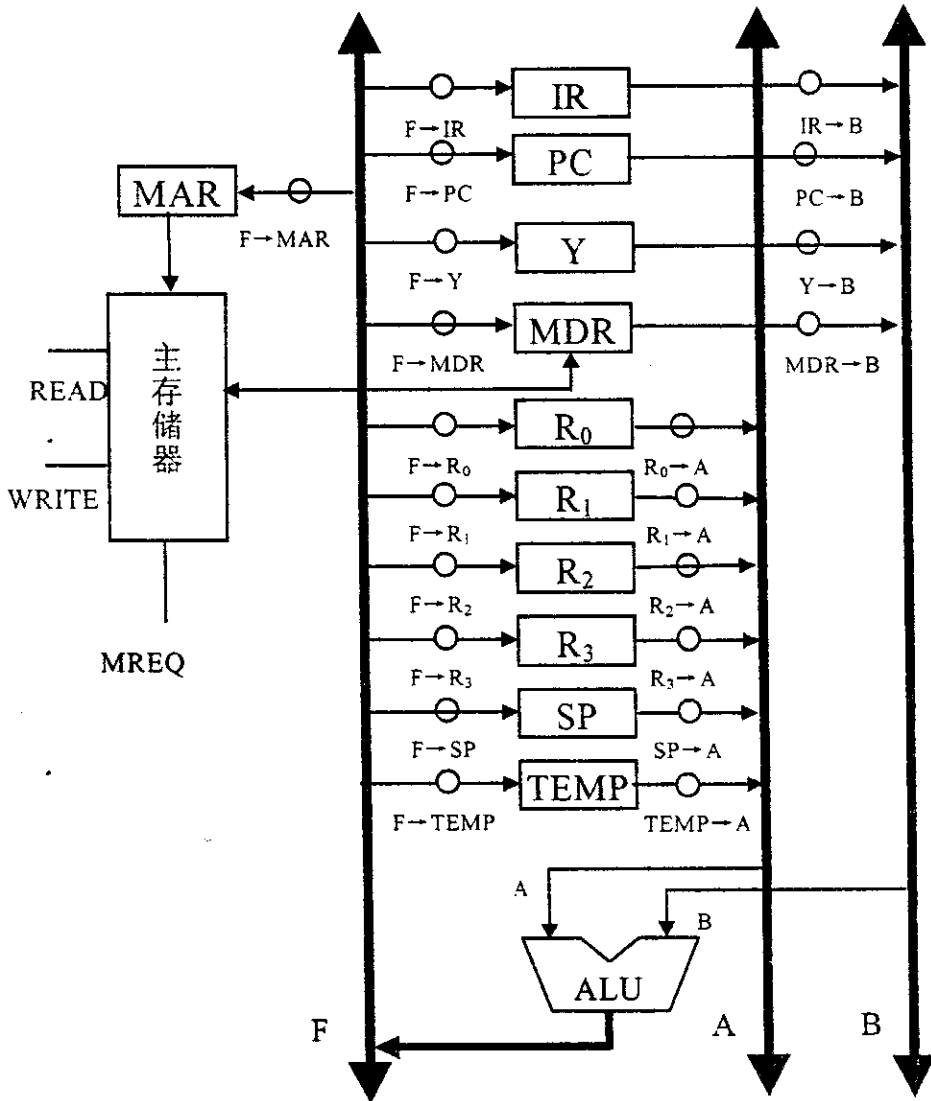 IR
F→IR
IR→B
PC
F→PC
PC→B
MAR
F→MAR
Y
F→Y
Y→B
MDR
F→MDR
MDR→B
主存储器
READ
WRITE
MREQ
R₀
F→R₀
R₀→A
R₁
F→R₁
R₁→A
R₂
F→R₂
R₂→A
R₃
F→R₃
R₃→A
SP
F→SP
SP→A
TEMP
F→TEMP
TEMP→A
A
B
ALU
F
A
B